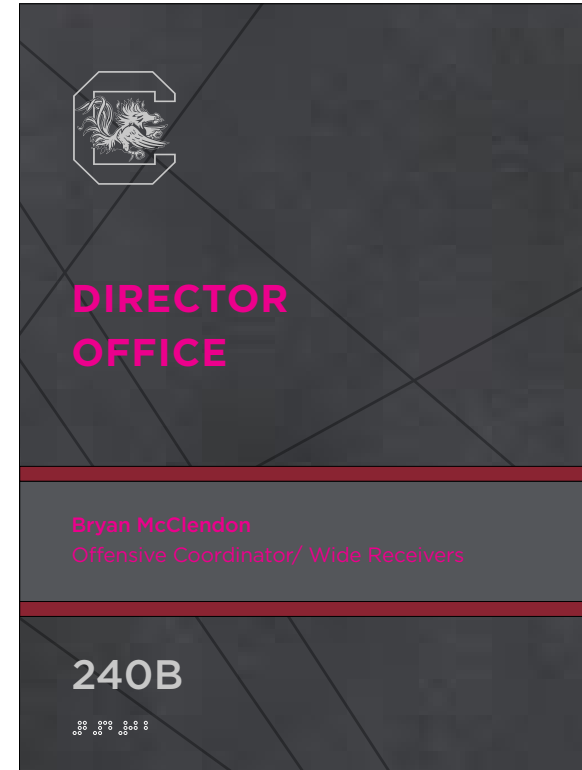 DIRECTOR
OFFICE
Bryan McClendon
Offensive Coordinator/ Wide Receivers
240B